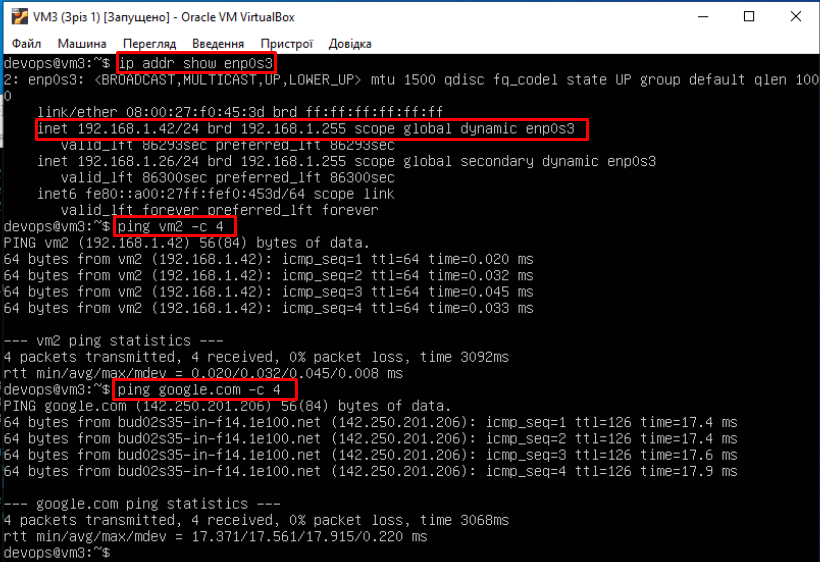 VM3 (Зріз 1) [Запущено] - Oracle VM VirtualBox
Файл Машина Перегляд Введення Пристрої Довідка
devops@vm3:~$ ip addr show enp0s3
2: enp0s3: <BROADCAST,MULTICAST,UP,LOWER_UP> mtu 1500 qdisc fq_codel state UP group default qlen 100
0
link/ether 08:00:27:f0:45:3d brd ff:ff:ff:ff:ff:ff
inet 192.168.1.42/24 brd 192.168.1.255 scope global dynamic enp0s3
valid_lft 86293sec preferred_lft 86293sec
inet 192.168.1.26/24 brd 192.168.1.255 scope global secondary dynamic enp0s3
valid_lft 86300sec preferred_lft 86300sec
inet6 fe80::a00:27ff:fef0:453d/64 scope link
valid_lft forever preferred_lft forever
devops@vm3:~$ ping vm2 -c 4
PING vm2 (192.168.1.42) 56(84) bytes of data.
64 bytes from vm2 (192.168.1.42): icmp_seq=1 ttl=64 time=0.020 ms
64 bytes from vm2 (192.168.1.42): icmp_seq=2 ttl=64 time=0.032 ms
64 bytes from vm2 (192.168.1.42): icmp_seq=3 ttl=64 time=0.045 ms
64 bytes from vm2 (192.168.1.42): icmp_seq=4 ttl=64 time=0.033 ms
--- vm2 ping statistics ---
4 packets transmitted, 4 received, 0% packet loss, time 3092ms
rtt min/avg/max/mdev = 0.020/0.032/0.045/0.008 ms
devops@vm3:~$ ping google.com -c 4
PING google.com (142.250.201.206) 56(84) bytes of data.
64 bytes from bud02s35-in-f14.1e100.net (142.250.201.206): icmp_seq=1 ttl=126 time=17.4 ms
64 bytes from bud02s35-in-f14.1e100.net (142.250.201.206): icmp_seq=2 ttl=126 time=17.4 ms
64 bytes from bud02s35-in-f14.1e100.net (142.250.201.206): icmp_seq=3 ttl=126 time=17.6 ms
64 bytes from bud02s35-in-f14.1e100.net (142.250.201.206): icmp_seq=4 ttl=126 time=17.9 ms
--- google.com ping statistics ---
4 packets transmitted, 4 received, 0% packet loss, time 3068ms
rtt min/avg/max/mdev = 17.371/17.561/17.915/0.220 ms
devops@vm3:~$